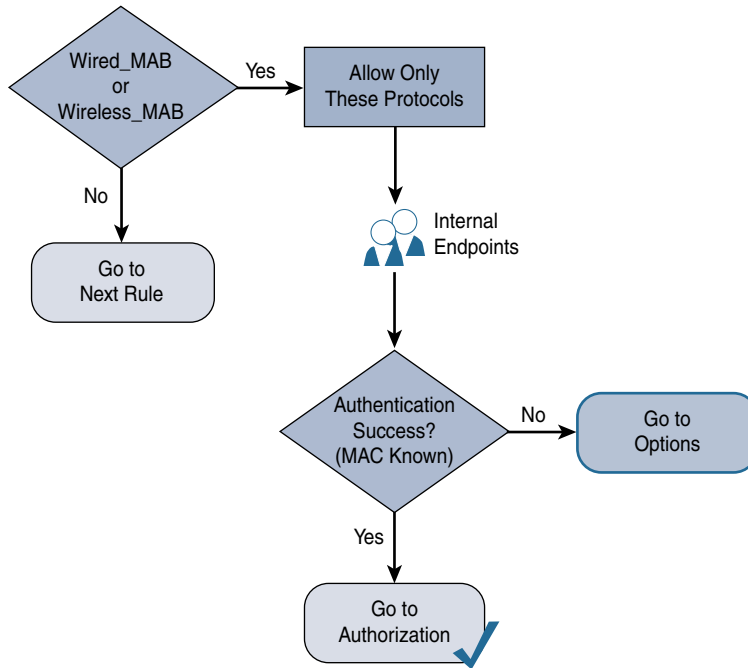 Wired_MAB
or
Wireless_MAB
Yes
Allow Only
These Protocols
No
Go to
Next Rule
Internal
Endpoints
Authentication
Success?
(MAC Known)
No
Go to
Options
Yes
Go to
Authorization